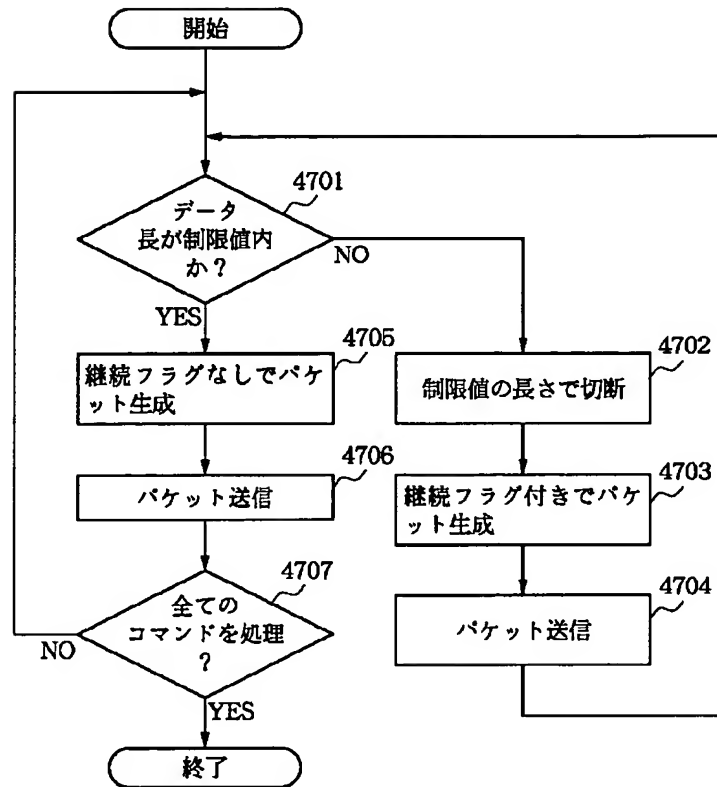 開始
4701
データ
長が制限値内
か？
NO
YES
4705
継続フラグなしでパケ
ット生成
4702
制限値の長さで切断
4706
パケット送信
4703
継続フラグ付きでパケ
ット生成
4707
全ての
コマンドを処理
？
NO
YES
4704
パケット送信
終了